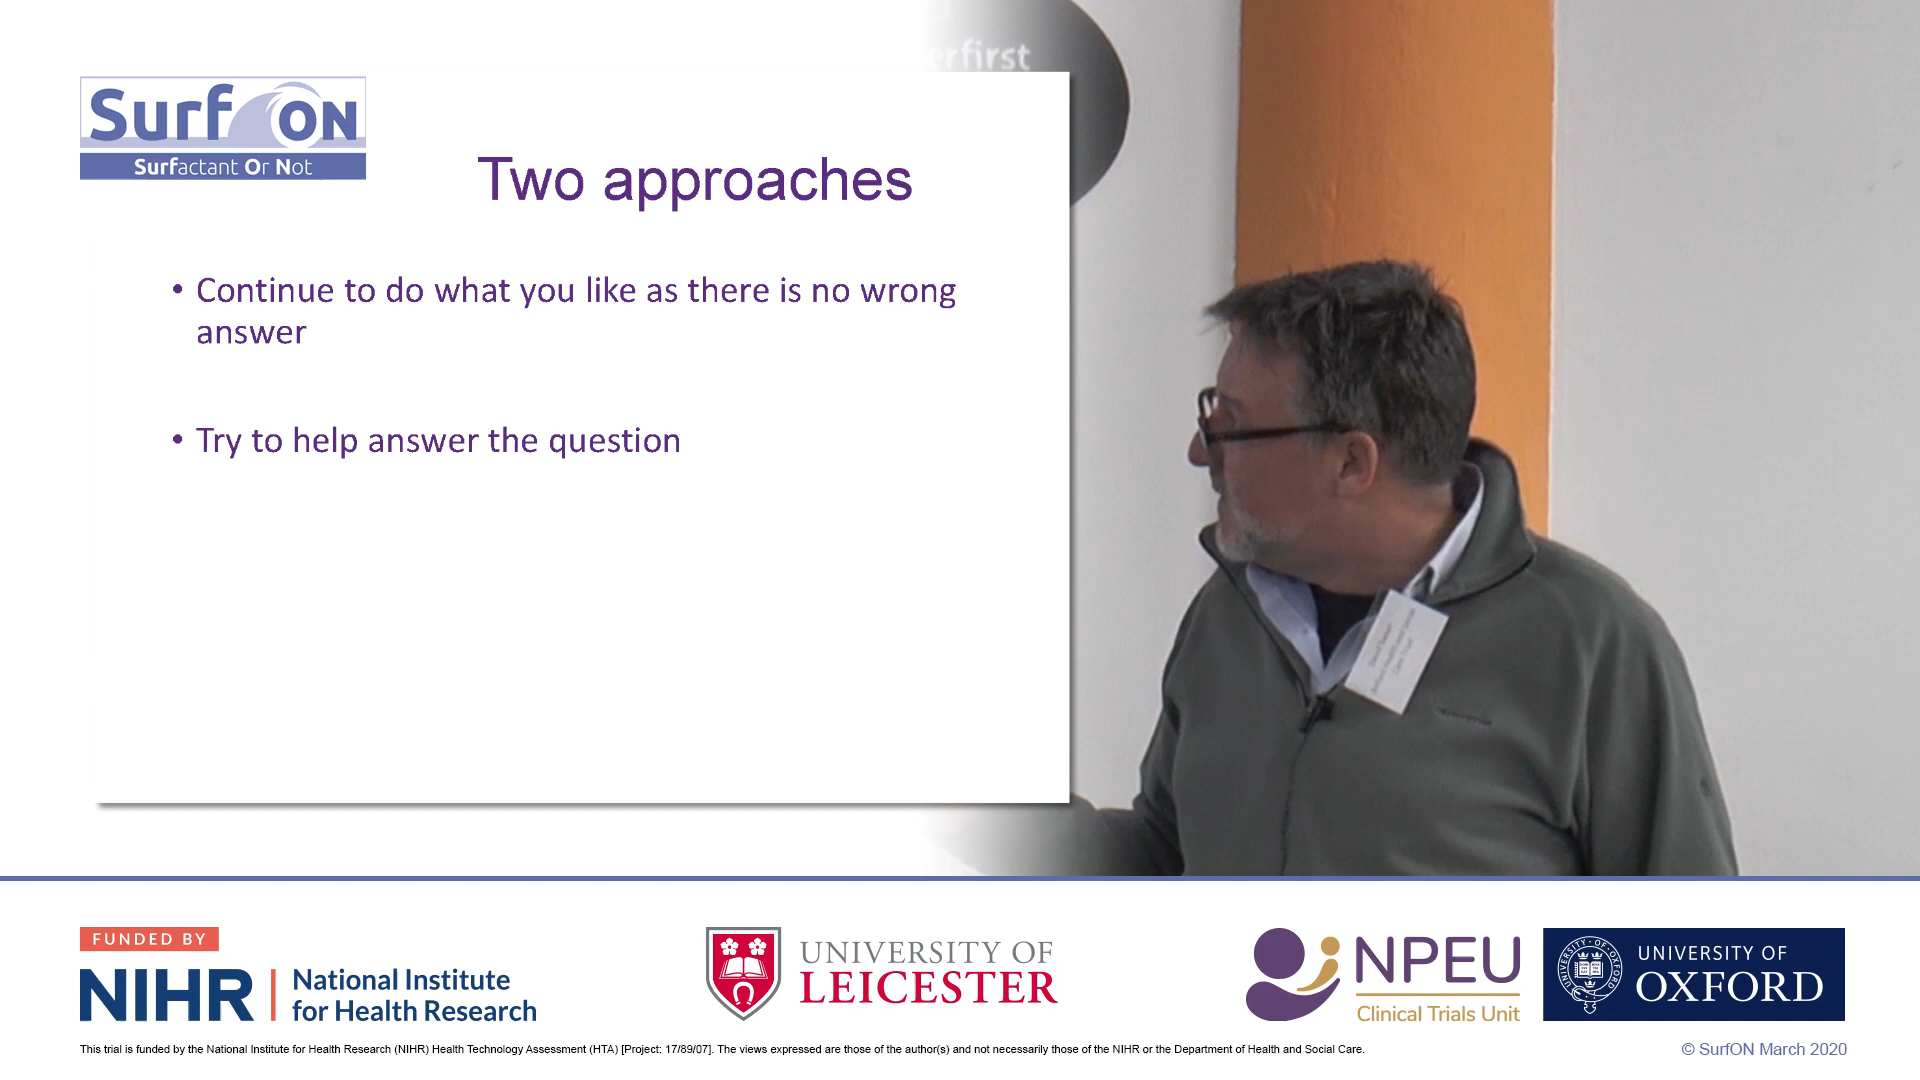 erfirst
Surf ON
Surfactant Or Not
Two approaches
• Continue to do what you like as there is no wrong
answer
• Try to help answer the question
FUNDED BY
NIHR | National Institute
for Health Research
UNIVERSITY OF
LEICESTER
NPEU
Clinical Trials Unit
UNIVERSITY OF
OXFORD
This trial is funded by the National Institute for Health Research (NIHR) Health Technology Assessment (HTA) [Project: 17/89/07]. The views expressed are those of the author(s) and not necessarily those of the NIHR or the Department of Health and Social Care.
© SurfON March 2020